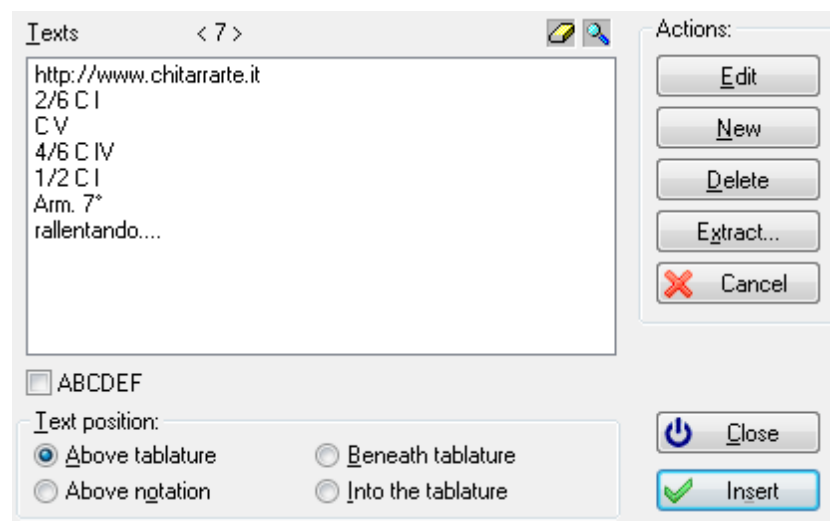 Texts < 7 >
http://www.chitarrarte.it
2/6 C I
C V
4/6 C IV
1/2 C I
Arm. 7°
rallentando....
ABCDEF
Text position:
Above tablature
Beneath tablature
Above notation
Into the tablature
Actions:
Edit
New
Delete
Extract...
Cancel
Close
Insert